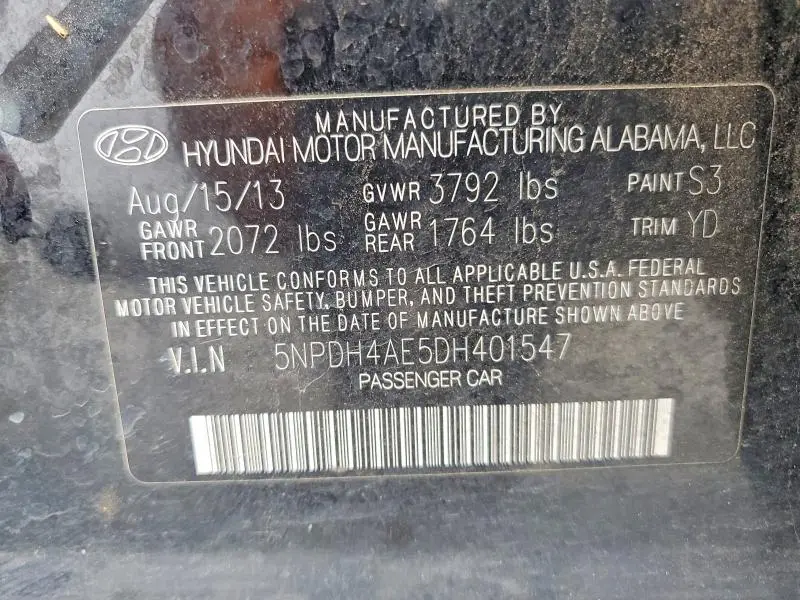 MANUFACTURED BY
HYUNDAI MOTOR MANUFACTURING ALABAMA, LLC
Aug/15/13 GVWR 3792 lbs PAINT S3
GAWR FRONT 2072 lbs GAWR REAR 1764 lbs TRIM YD
THIS VEHICLE CONFORMS TO ALL APPLICABLE U.S.A. FEDERAL
MOTOR VEHICLE SAFETY, BUMPER, AND THEFT PREVENTION STANDARDS
IN EFFECT ON THE DATE OF MANUFACTURE SHOWN ABOVE
V.I.N 5NPDH4AE5DH401547
PASSENGER CAR